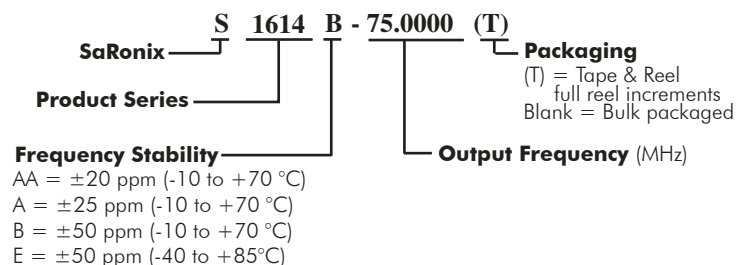 S 1614 B - 75.0000 (T)
SaRonix
Packaging
(T) = Tape & Reel
full reel increments
Blank = Bulk packaged
Product Series
Frequency Stability
AA = ±20 ppm (-10 to +70 °C)
A = ±25 ppm (-10 to +70 °C)
B = ±50 ppm (-10 to +70 °C)
E = ±50 ppm (-40 to +85°C)
Output Frequency (MHz)